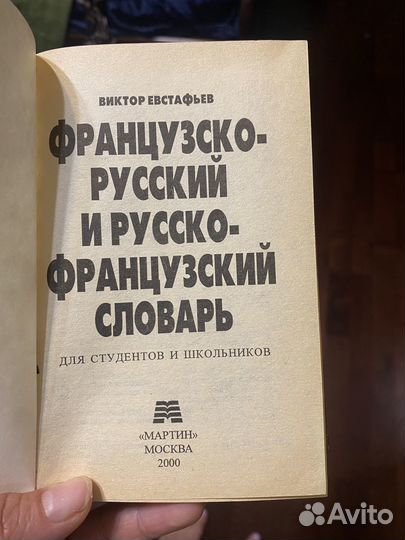 ВИКТОР ЕВСТАФЬЕВ
ФРАНЦУЗСКО-
РУССКИЙ
И РУССКО-
ФРАНЦУЗСКИЙ
СЛОВАРЬ
ДЛЯ СТУДЕНТОВ И ШКОЛЬНИКОВ
«МАРТИН»
МОСКВА
2000
Avito